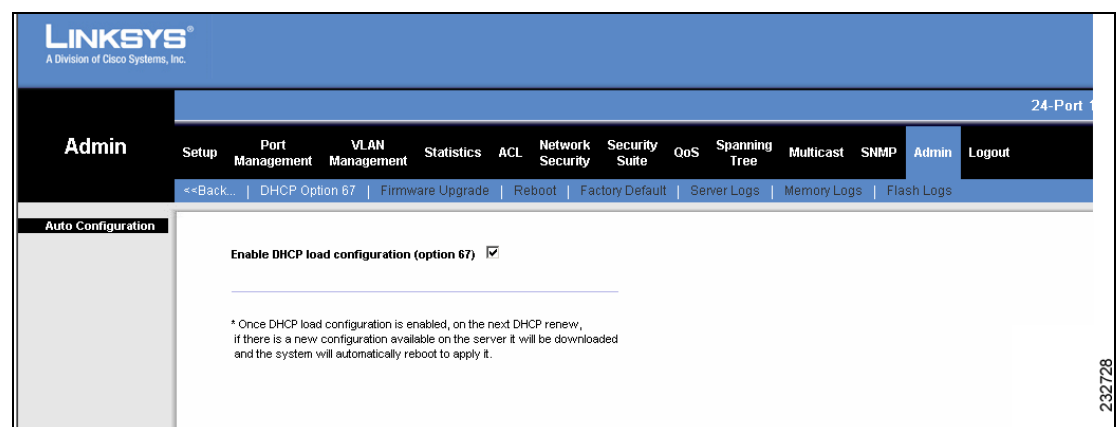 LINKSYS®
A Division of Cisco Systems, Inc.
24-Port 1
Admin
Setup Port Management VLAN Management Statistics ACL Network Security Security Suite QoS Spanning Tree Multicast SNMP Admin Logout
<<Back... | DHCP Option 67 | Firmware Upgrade | Reboot | Factory Default | Server Logs | Memory Logs | Flash Logs
Auto Configuration
Enable DHCP load configuration (option 67)
* Once DHCP load configuration is enabled, on the next DHCP renew,
if there is a new configuration available on the server it will be downloaded
and the system will automatically reboot to apply it.
232728